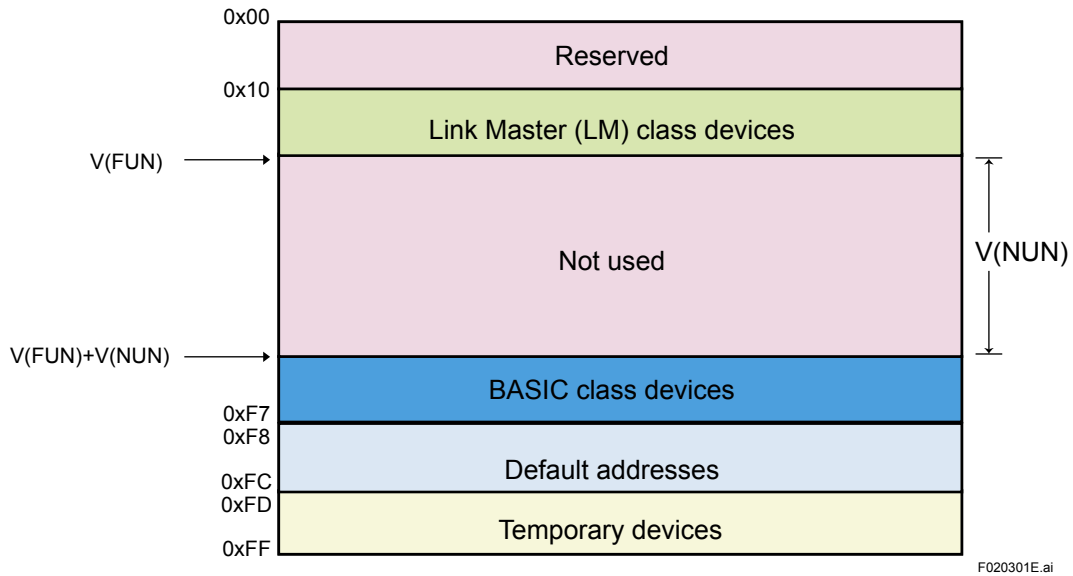 0x00
Reserved
0x10
Link Master (LM) class devices
V(FUN)
Not used
V(NUN)
V(FUN)+V(NUN)
BASIC class devices
0xF7
0xF8
Default addresses
0xFC
0xFD
Temporary devices
0xFF
F020301E.ai